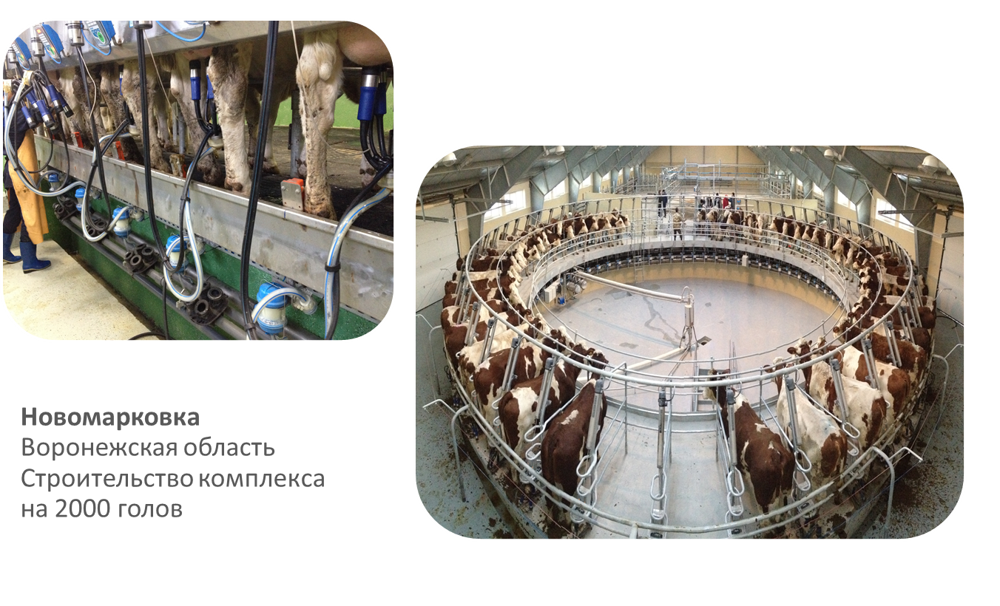 Новомарковка
Воронежская область
Строительство комплекса
на 2000 голов